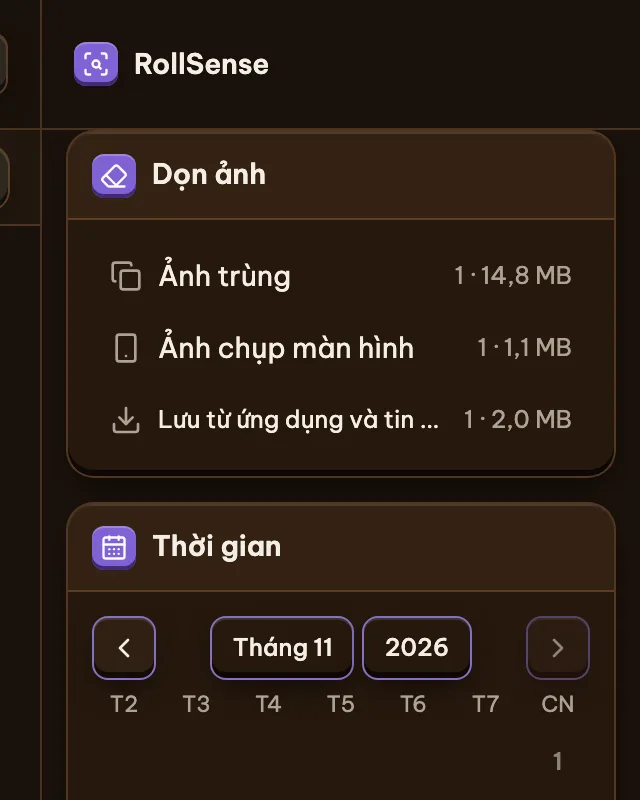 RollSense
Dọn ảnh
Ảnh trùng 1 · 14,8 MB
Ảnh chụp màn hình 1 · 1,1 MB
Lưu từ ứng dụng và tin ... 1 · 2,0 MB
Thời gian
Tháng 11 2026
T2 T3 T4 T5 T6 T7 CN
1